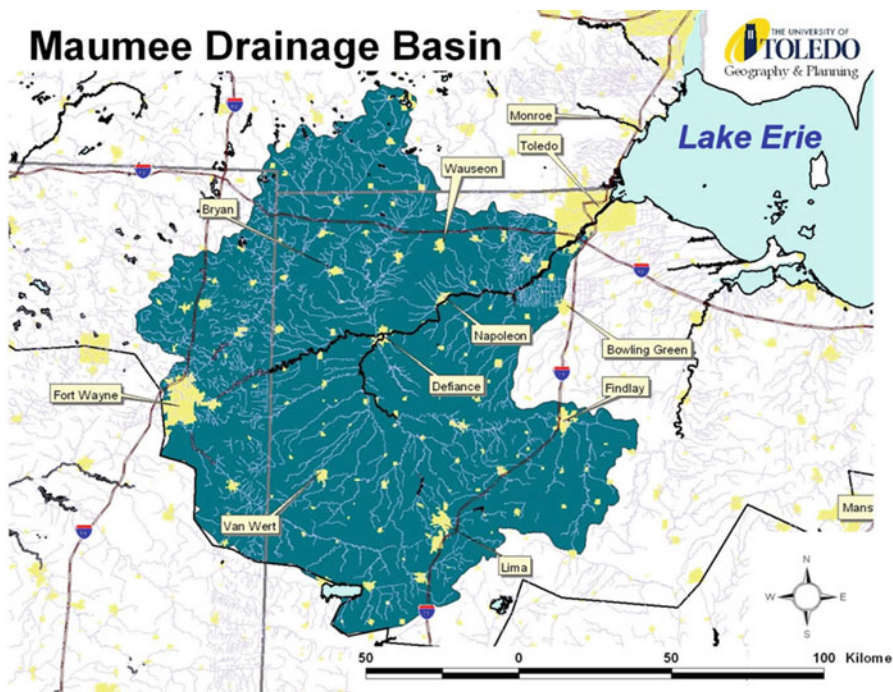 Maumee Drainage Basin
THE UNIVERSITY OF
TOLEDO
Geography & Planning
Monroe
Toledo
Lake Erie
Wauseon
Bryan
Napoleon
Bowling Green
Defiance
Fort Wayne
Findlay
Van Wert
Mans
Lima
N
W
E
S
50
0
50
100
Kilome